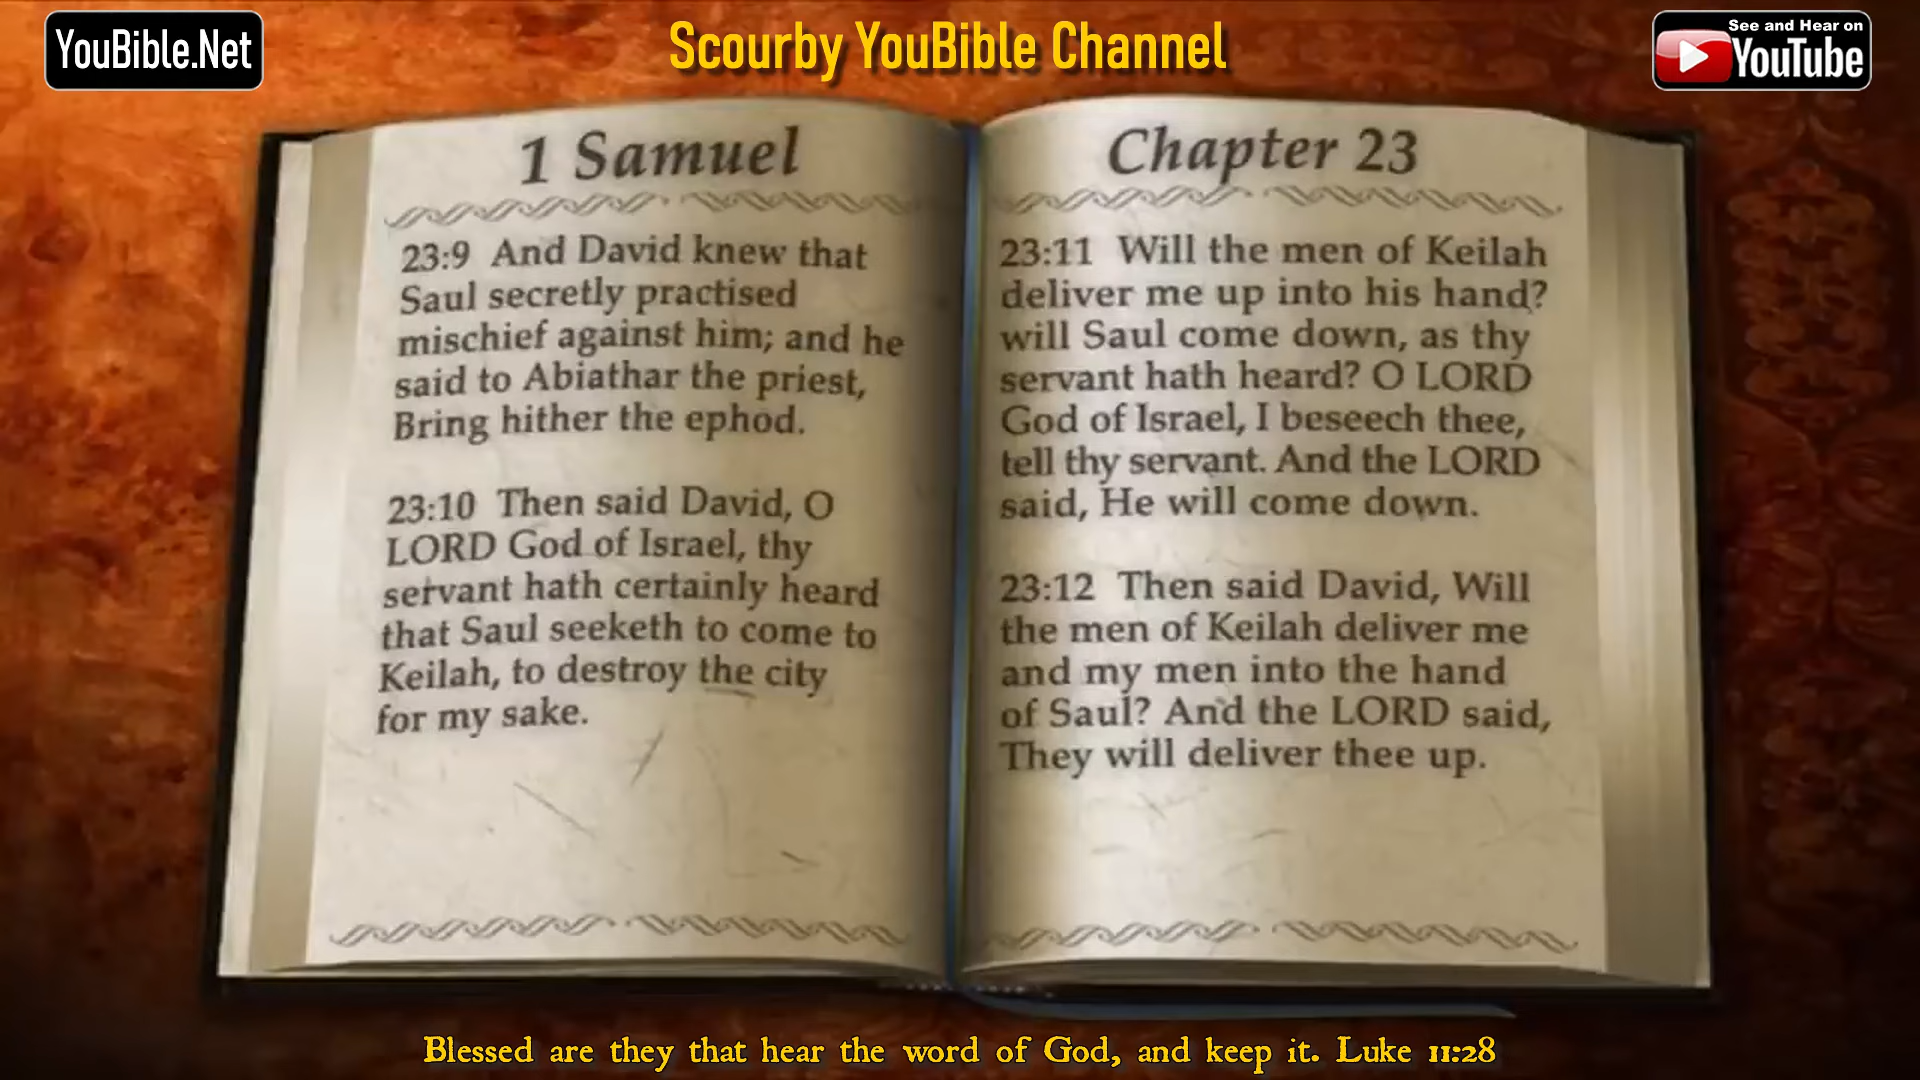 YouBible.Net
Scourby YouBible Channel
See and Hear on
YouTube
1 Samuel
23:9 And David knew that
Saul secretly practised
mischief against him; and he
said to Abiathar the priest,
Bring hither the ephod.
23:10 Then said David, O
LORD God of Israel, thy
servant hath certainly heard
that Saul seeketh to come to
Keilah, to destroy the city
for my sake.
Chapter 23
23:11 Will the men of Keilah
deliver me up into his hand?
will Saul come down, as thy
servant hath heard? O LORD
God of Israel, I beseech thee,
tell thy servant. And the LORD
said, He will come down.
23:12 Then said David, Will
the men of Keilah deliver me
and my men into the hand
of Saul? And the LORD said,
They will deliver thee up.
Blessed are they that hear the word of God, and keep it. Luke 11:28